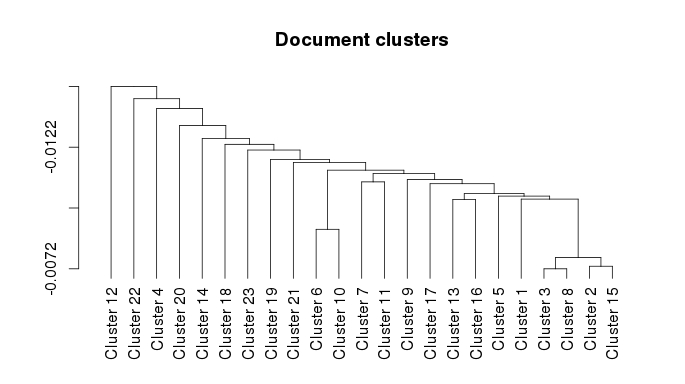 Document clusters
-0.0122
-0.0072
Cluster 12
Cluster 22
Cluster 4
Cluster 20
Cluster 14
Cluster 18
Cluster 23
Cluster 19
Cluster 21
Cluster 6
Cluster 10
Cluster 7
Cluster 11
Cluster 9
Cluster 17
Cluster 13
Cluster 16
Cluster 5
Cluster 1
Cluster 3
Cluster 8
Cluster 2
Cluster 15